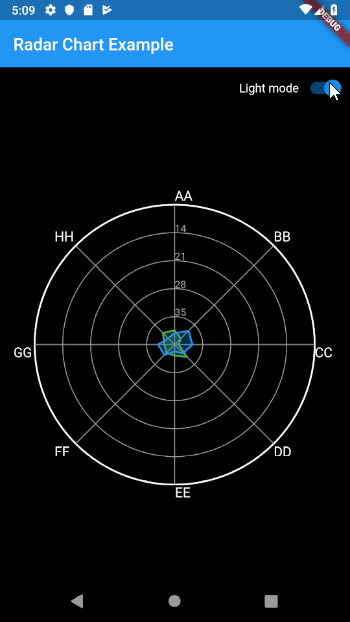 5:09
DEBUG
Radar Chart Example
Light mode
AA
HH
BB
14
21
28
35
GG
CC
FF
DD
EE